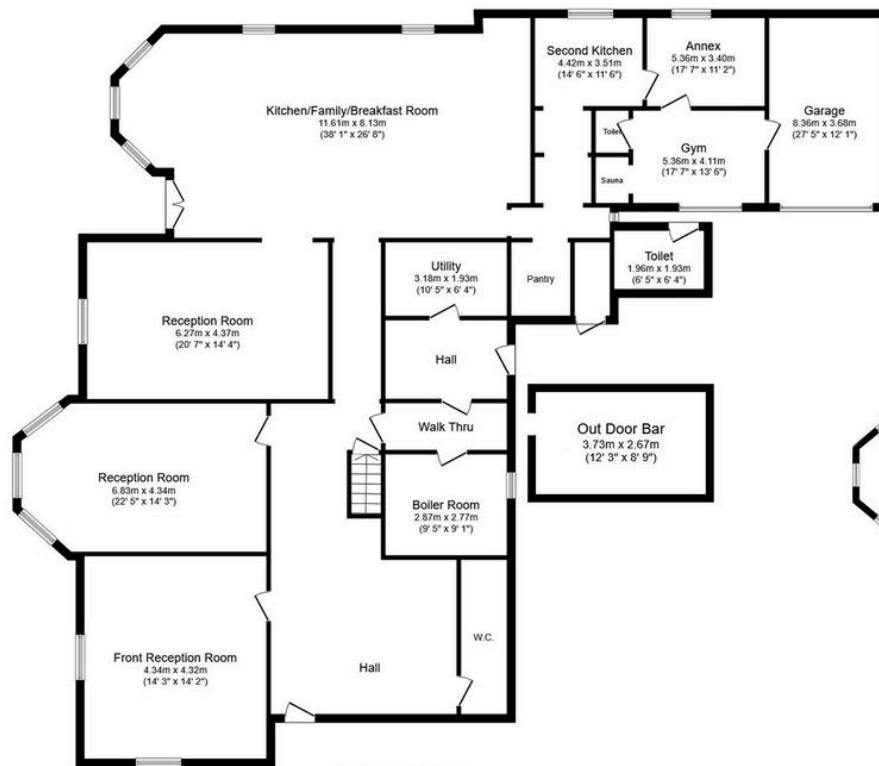 Kitchen/Family/Breakfast Room
11.61m x 8.13m
(38' 1" x 26' 8")
Second Kitchen
4.42m x 3.51m
(14' 6" x 11' 6")
Annex
5.36m x 3.40m
(17' 7" x 11' 2")
Garage
8.36m x 3.68m
(27' 5" x 12' 1")
Toilet
Gym
5.36m x 4.11m
(17' 7" x 13' 6")
Sauna
Utility
3.18m x 1.93m
(10' 5" x 6' 4")
Pantry
Toilet
1.96m x 1.93m
(6' 5" x 6' 4")
Reception Room
6.27m x 4.37m
(20' 7" x 14' 4")
Hall
Walk Thru
Out Door Bar
3.73m x 2.67m
(12' 3" x 8' 9")
Reception Room
6.83m x 4.34m
(22' 5" x 14' 3")
Boiler Room
2.87m x 2.77m
(9' 5" x 9' 1")
Front Reception Room
4.34m x 4.32m
(14' 3" x 14' 2")
Hall
W.C.